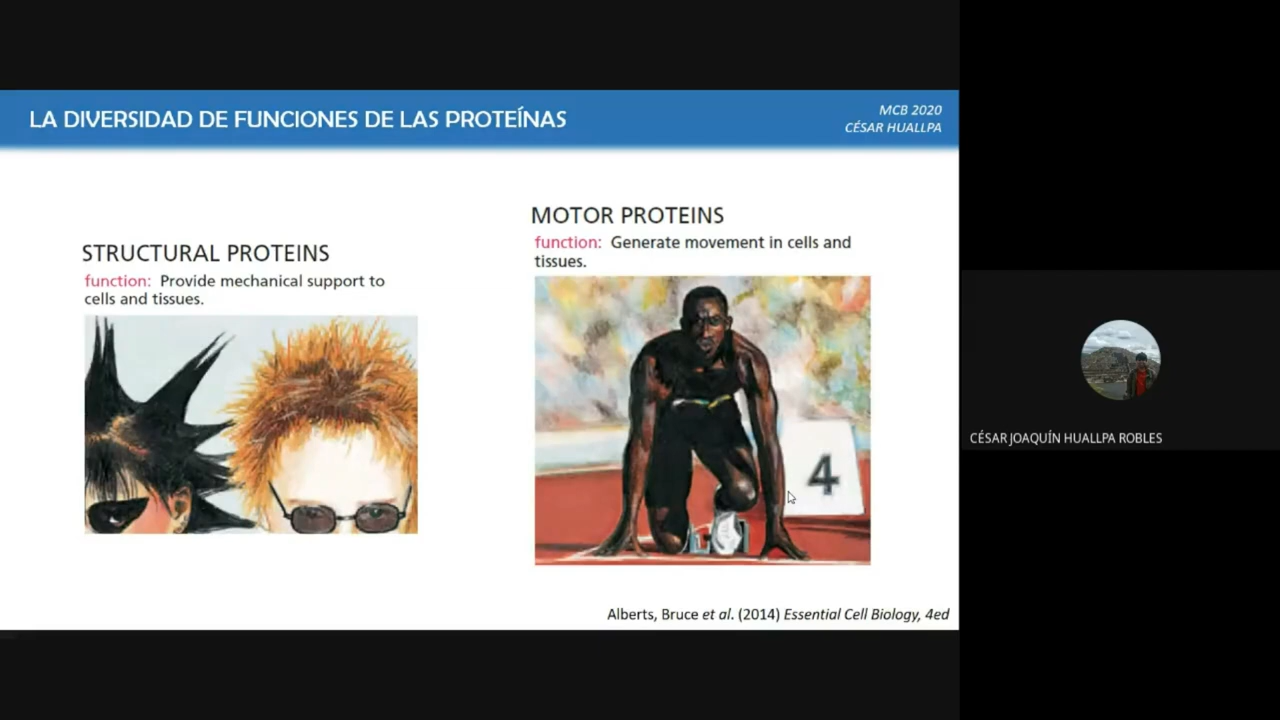 LA DIVERSIDAD DE FUNCIONES DE LAS PROTEÍNAS
MCB 2020
CÉSAR HUALLPA
STRUCTURAL PROTEINS
function: Provide mechanical support to
cells and tissues.
MOTOR PROTEINS
function: Generate movement in cells and
tissues.
4
Alberts, Bruce et al. (2014) Essential Cell Biology, 4ed
CÉSAR JOAQUÍN HUALLPA ROBLES